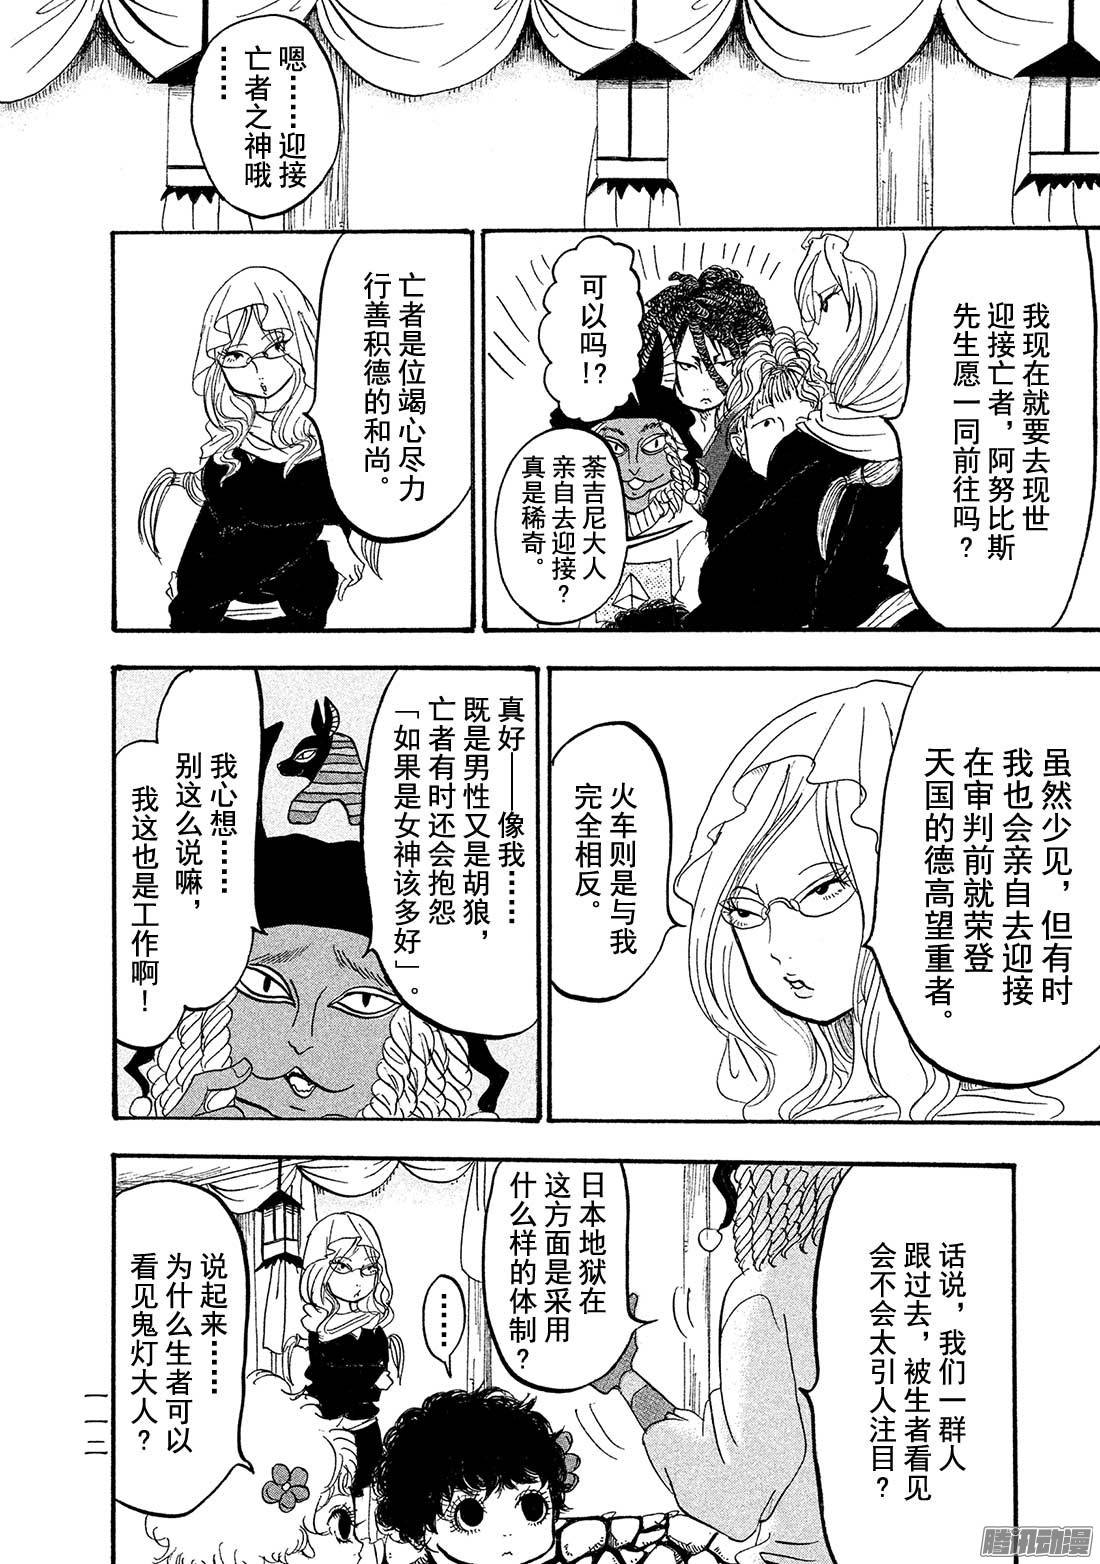 嗯……迎接
亡者之神哦
……
我现在就要去现世
迎接亡者，阿努比斯
先生愿一同前往吗？
可以吗!?
荼吉尼大人
亲自去迎接？
真是稀奇。
亡者是位竭心尽力
行善积德的和尚。
虽然少见，但有时
我也会亲自去迎接
在审判前就荣登
天国的德高望重者。
火车则是与我
完全相反。
真好——像我……
既是男性又是胡狼，
亡者有时还会抱怨
「如果是女神该多好」。
我心想……
别这么说嘛，
我这也是工作啊！
话说，我们一群人
跟过去，被生者看见
会不会太引人注目？
日本地狱在
这方面是采用
什么样的体制？
……
说起来……
为什么生者可以
看见鬼灯大人？
一一二
腾讯动漫